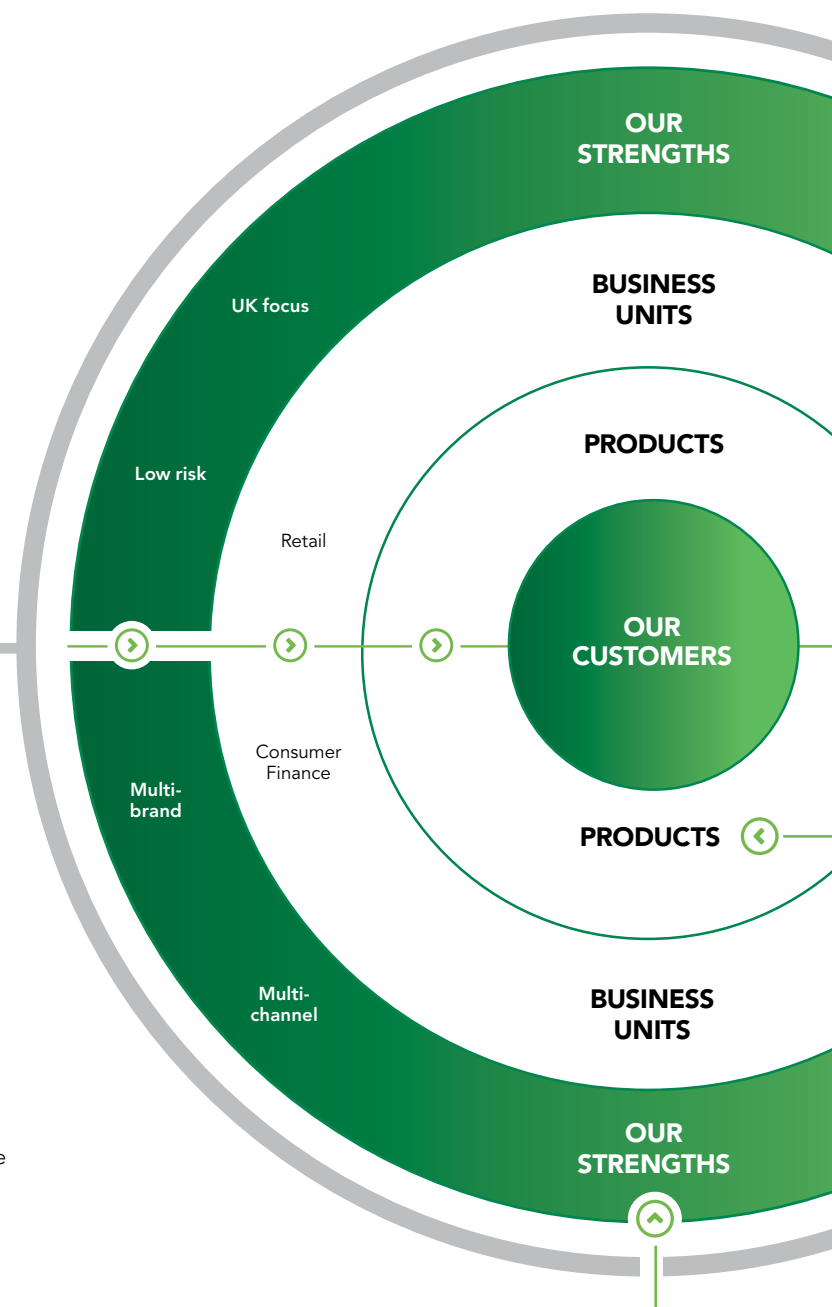 OUR
STRENGTHS
BUSINESS
UNITS
UK focus
PRODUCTS
Low risk
Retail
OUR
CUSTOMERS
Consumer
Finance
Multi-
brand
PRODUCTS
Multi-
channel
BUSINESS
UNITS
OUR
STRENGTHS
e